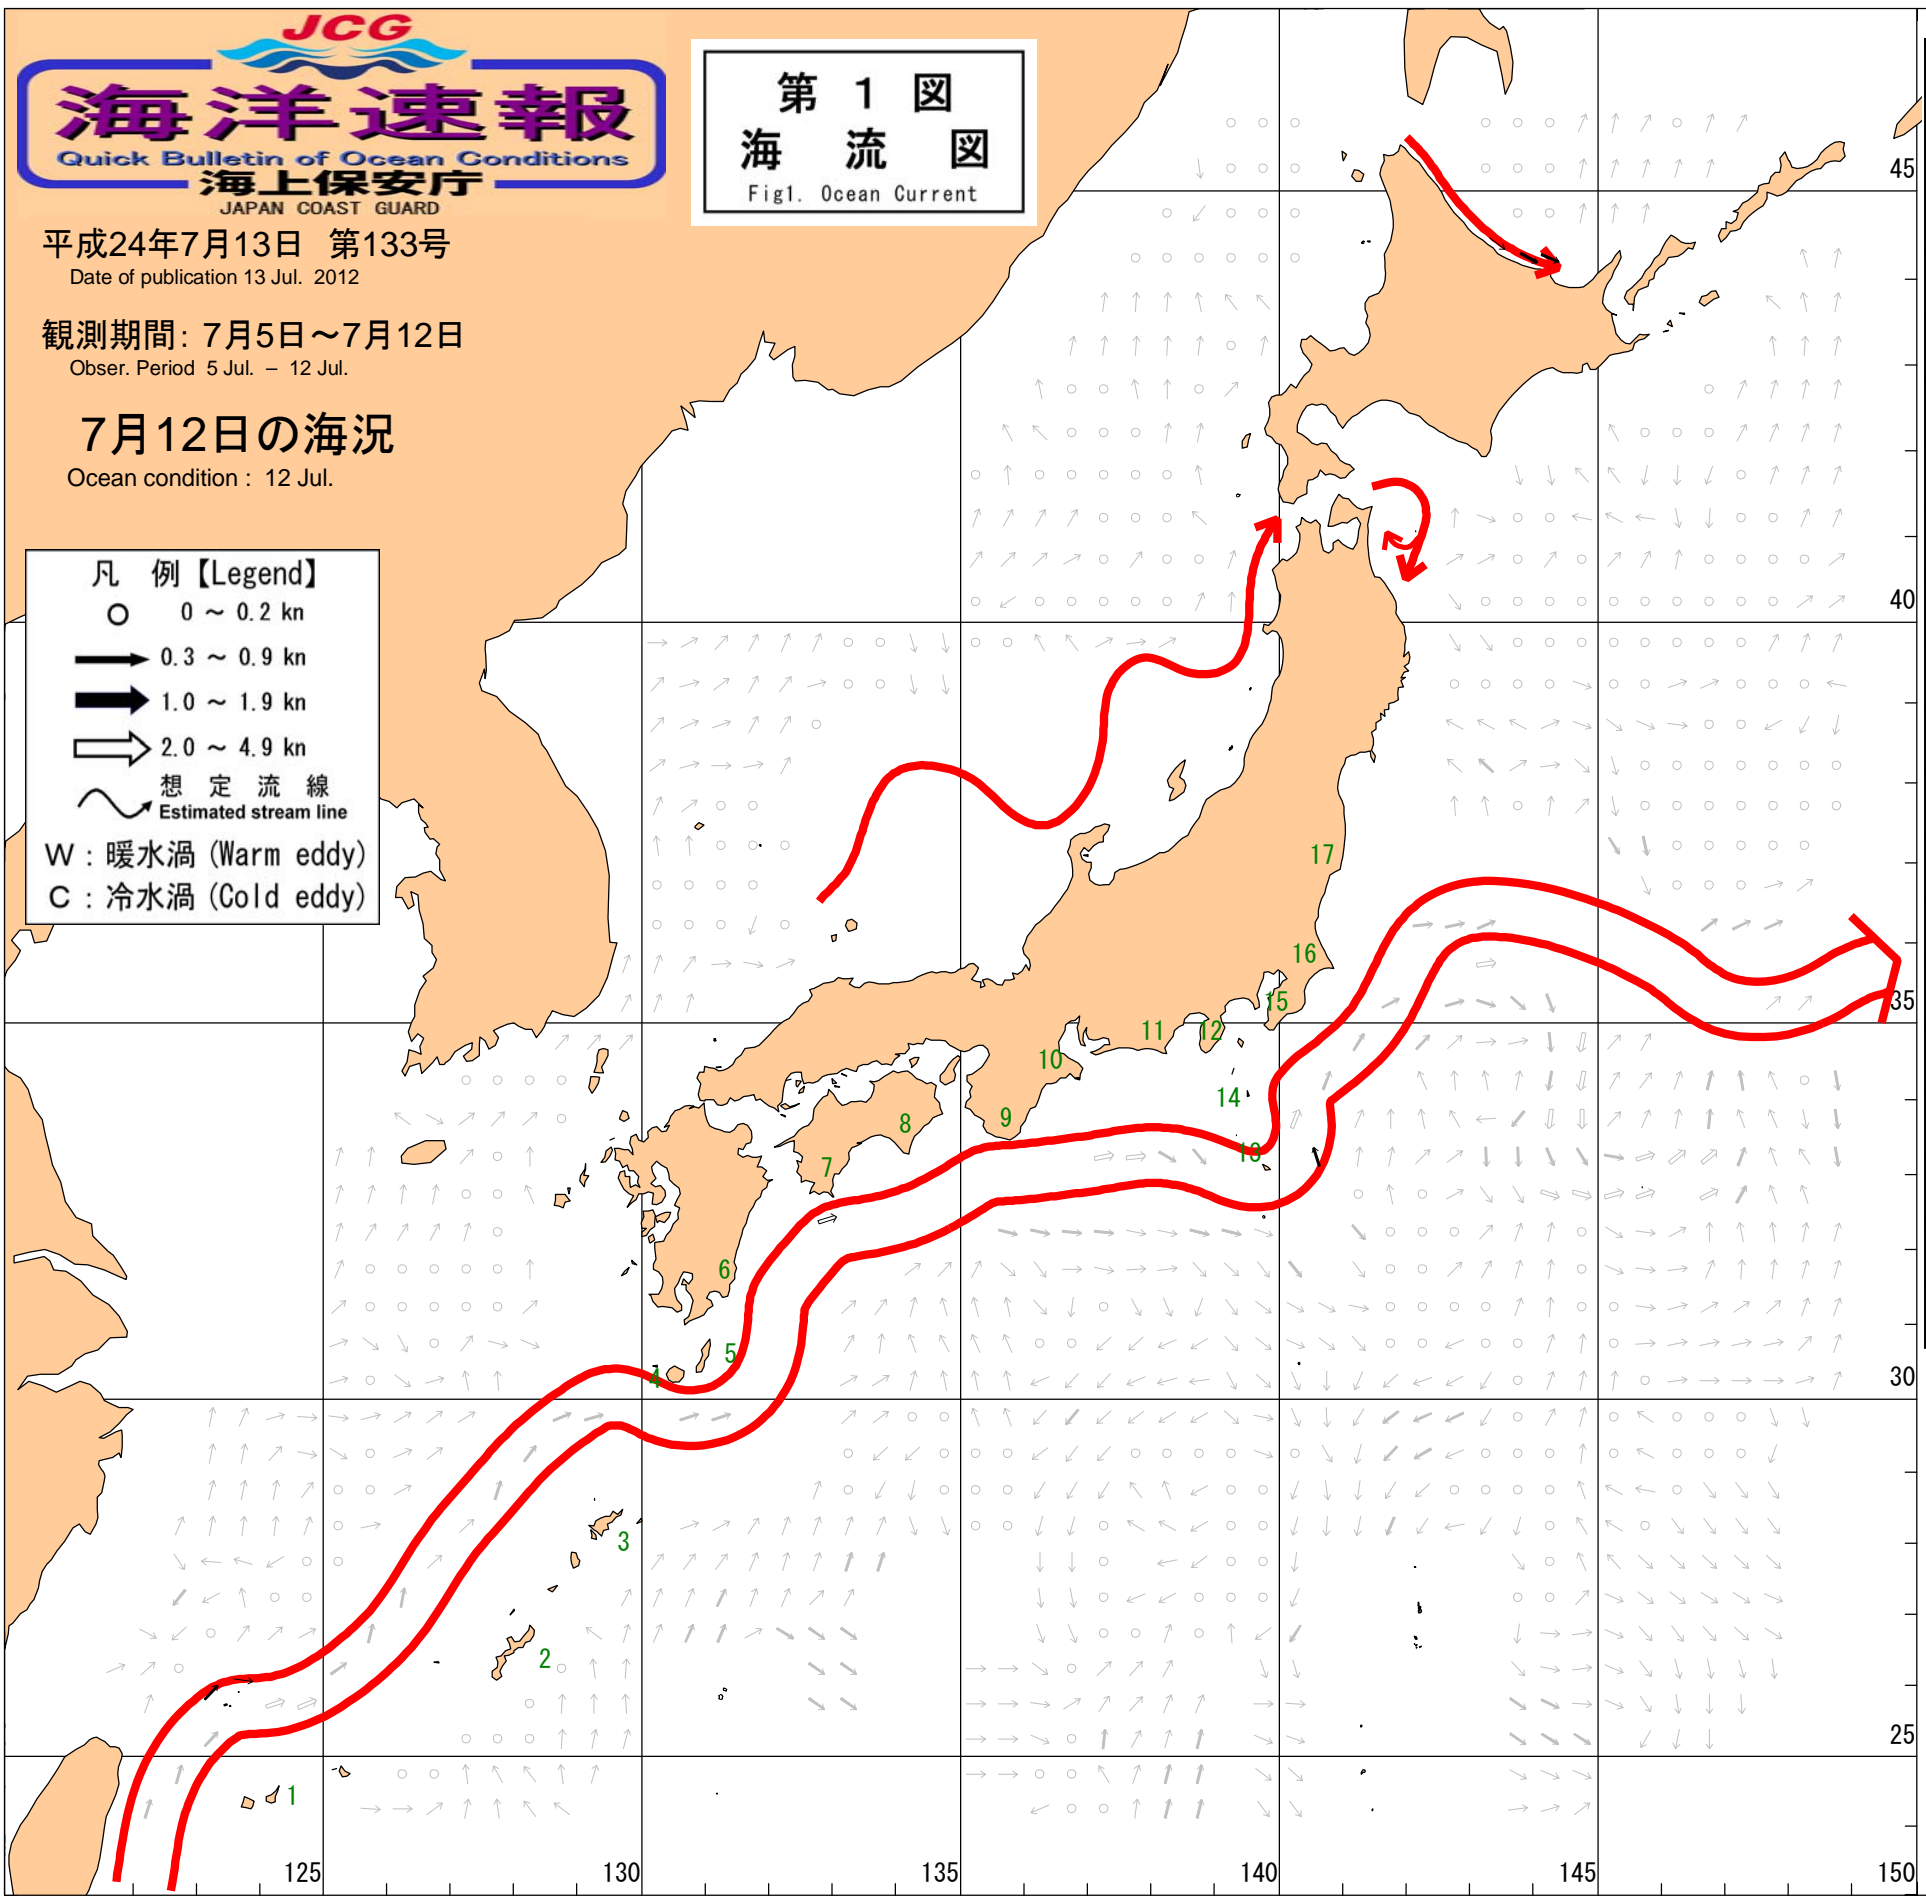 JCG
海洋速報
Quick Bulletin of Ocean Conditions
海上保安庁
JAPAN COAST GUARD
第 1 図
海 流 図
Fig1. Ocean Current
平成24年7月13日 第133号
Date of publication 13 Jul. 2012
観測期間: 7月5日～7月12日
Obser. Period 5 Jul. – 12 Jul.
7月12日の海況
Ocean condition : 12 Jul.
凡 例【Legend】
0 ～ 0.2 kn
0.3 ～ 0.9 kn
1.0 ～ 1.9 kn
2.0 ～ 4.9 kn
想 定 流 線
Estimated stream line
W : 暖水渦 (Warm eddy)
C : 冷水渦 (Cold eddy)
45
40
17
16
15
35
12
11
10
14
9
8
13
7
6
5
4
30
3
2
25
1
125
130
135
140
145
150